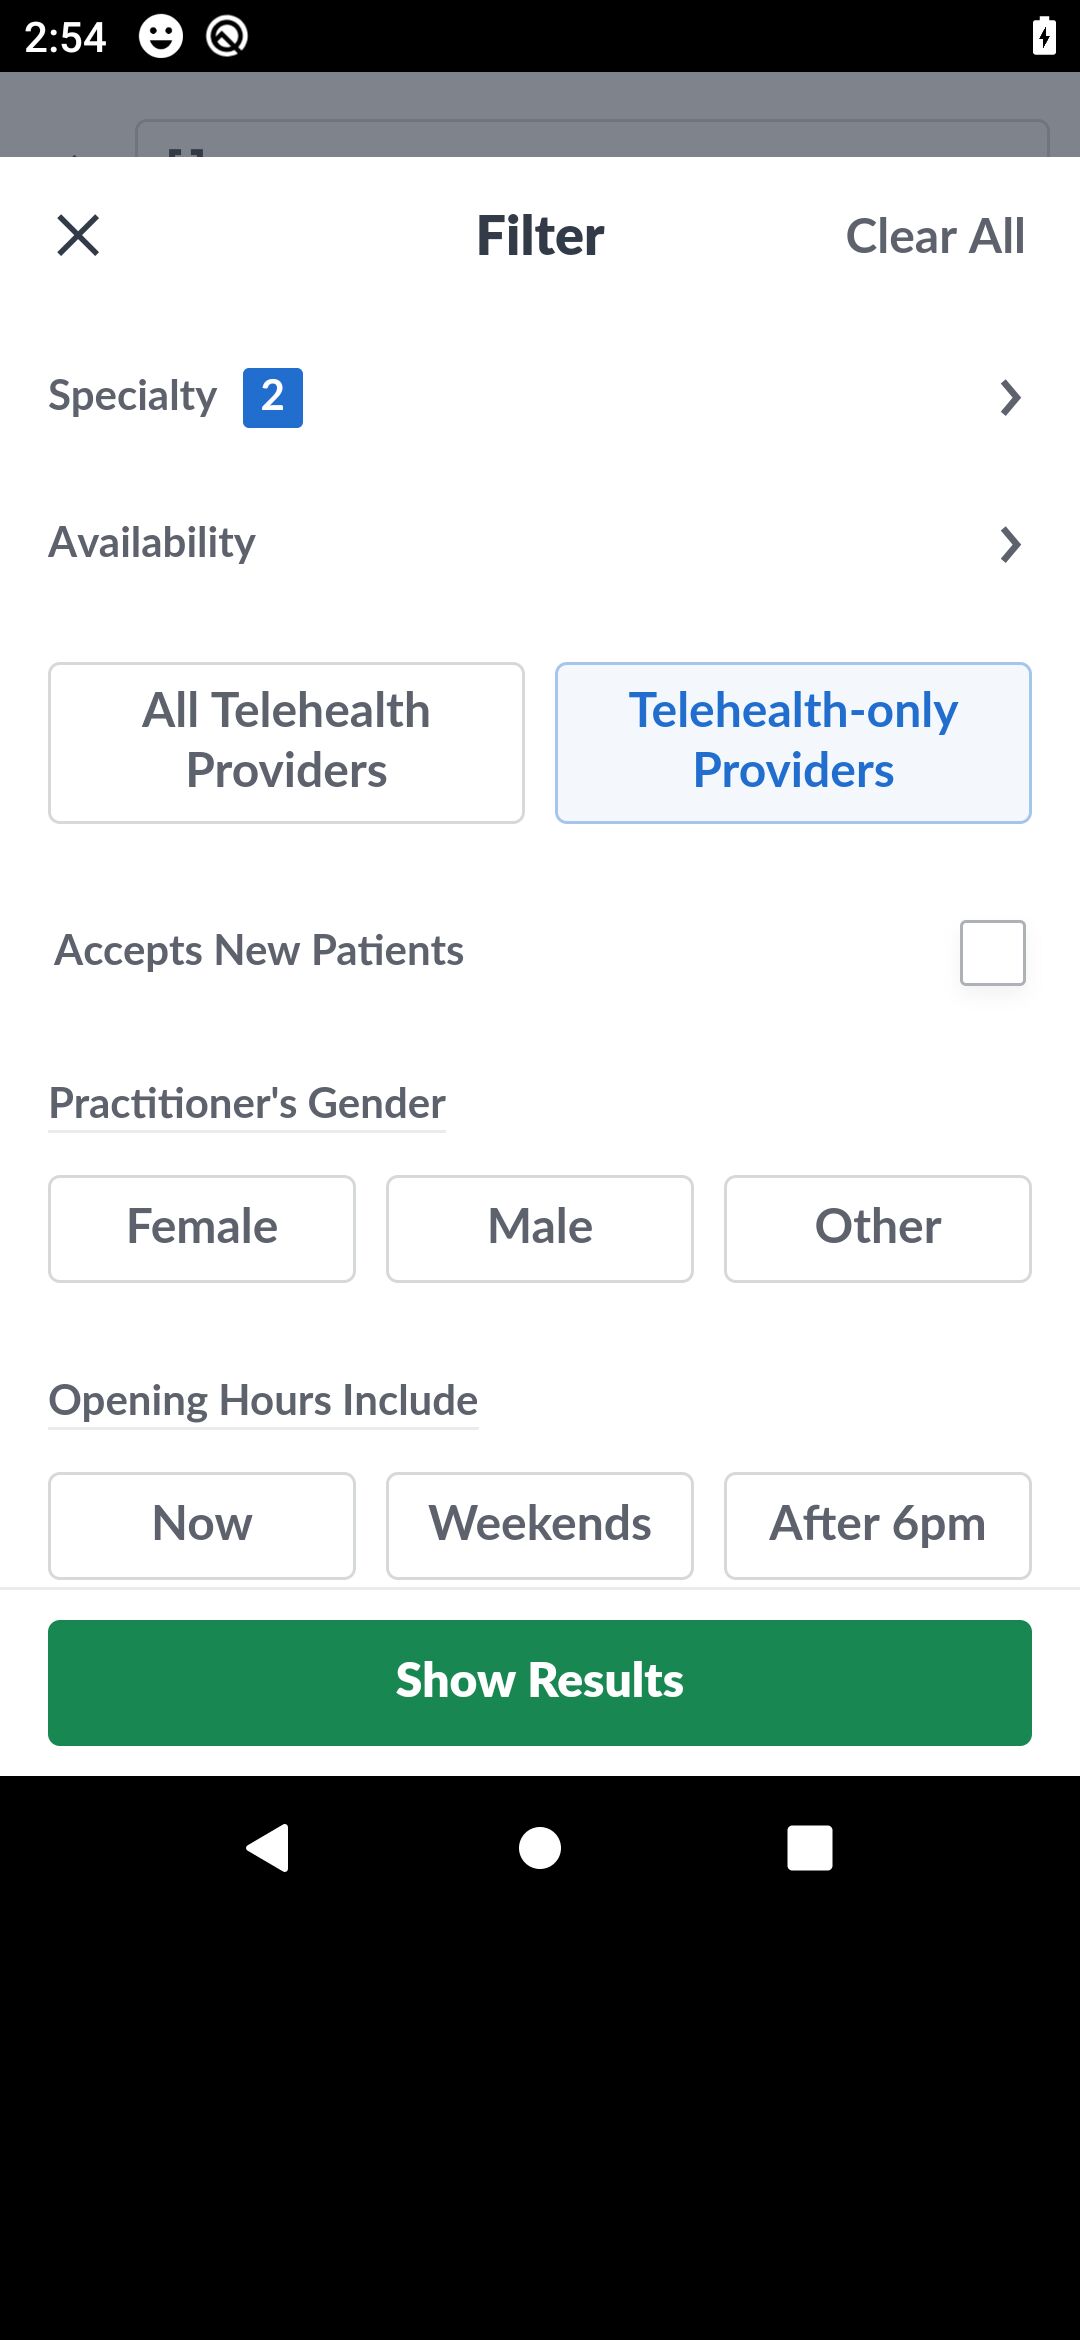 2:54
Filter
Clear All
Specialty 2
Availability
All Telehealth
Providers
Telehealth-only
Providers
Accepts New Patients
Practitioner's Gender
Female
Male
Other
Opening Hours Include
Now
Weekends
After 6pm
Show Results